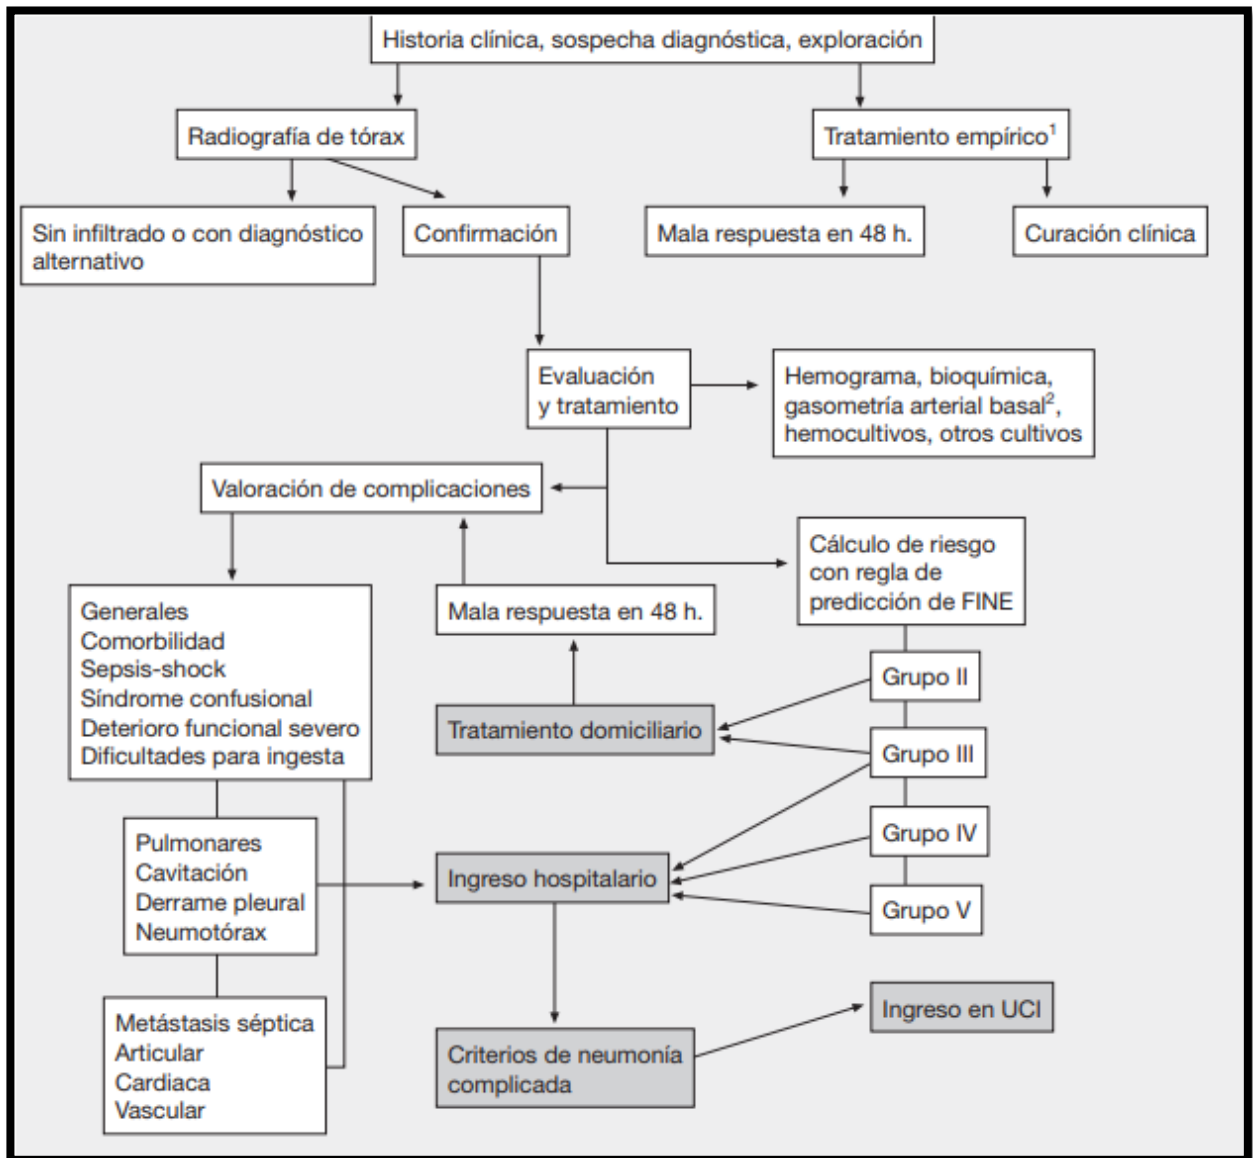 Historia clínica, sospecha diagnóstica, exploración
Radiografía de tórax
Tratamiento empírico¹
Sin infiltrado o con diagnóstico
alternativo
Confirmación
Mala respuesta en 48 h.
Curación clínica
Evaluación
y tratamiento
Hemograma, bioquímica,
gasometría arterial basal²,
hemocultivos, otros cultivos
Valoración de complicaciones
Cálculo de riesgo
con regla de
predicción de FINE
Generales
Comorbilidad
Sepsis-shock
Síndrome confusional
Deterioro funcional severo
Dificultades para ingesta
Mala respuesta en 48 h.
Grupo II
Tratamiento domiciliario
Grupo III
Pulmonares
Cavitación
Derrame pleural
Neumotórax
Grupo IV
Ingreso hospitalario
Grupo V
Metástasis séptica
Articular
Cardiaca
Vascular
Ingreso en UCI
Criterios de neumonía
complicada